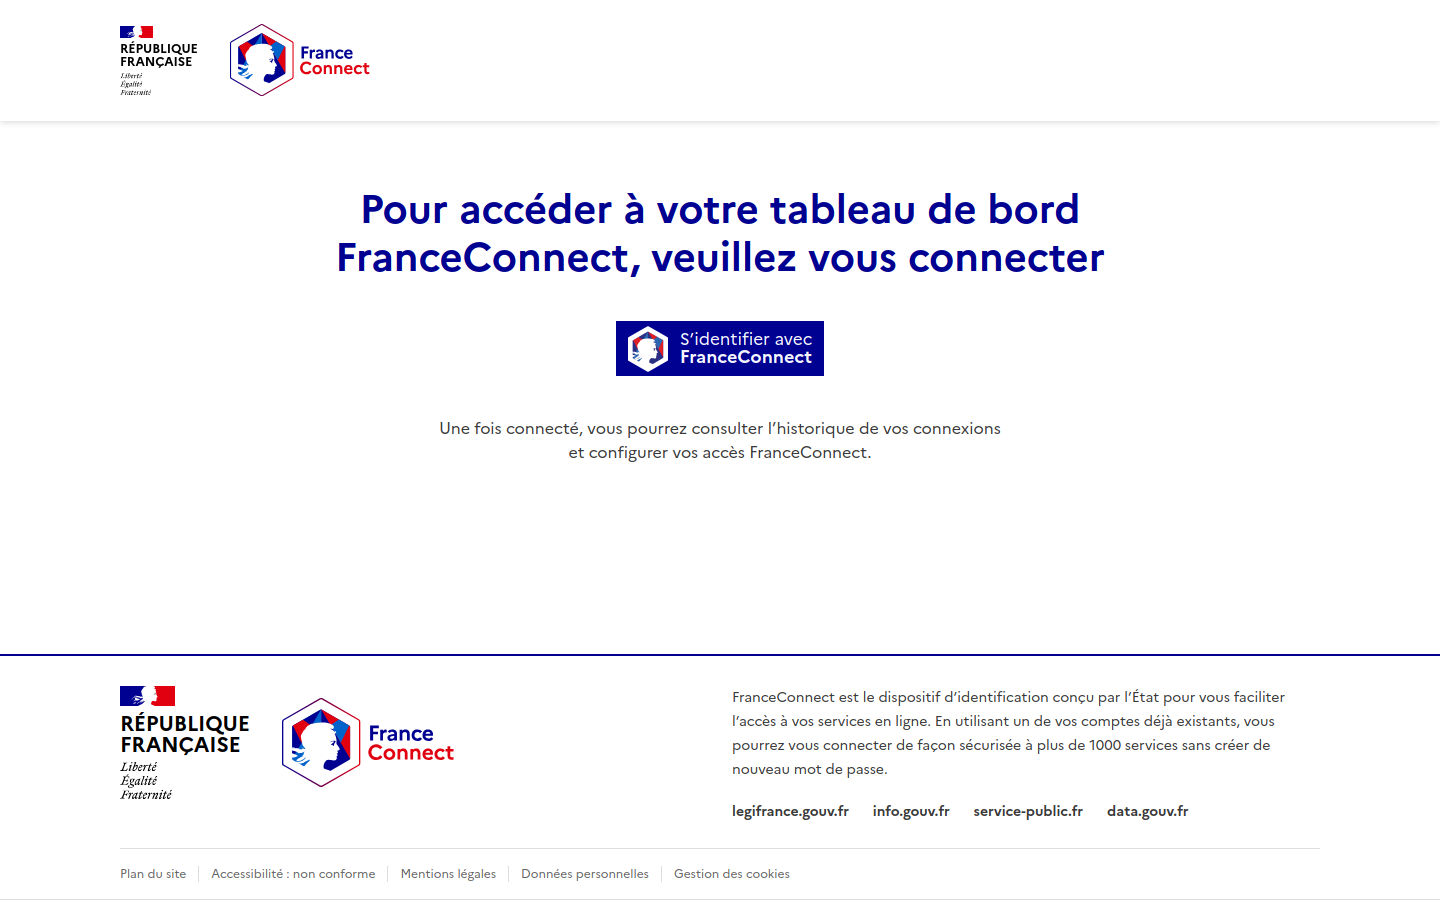 RÉPUBLIQUE
FRANÇAISE
Liberté
Égalité
Fraternité
France
Connect
Pour accéder à votre tableau de bord
FranceConnect, veuillez vous connecter
S’identifier avec
FranceConnect
Une fois connecté, vous pourrez consulter l’historique de vos connexions
et configurer vos accès FranceConnect.
RÉPUBLIQUE
FRANÇAISE
Liberté
Égalité
Fraternité
France
Connect
FranceConnect est le dispositif d’identification conçu par l’État pour vous faciliter
l’accès à vos services en ligne. En utilisant un de vos comptes déjà existants, vous
pourrez vous connecter de façon sécurisée à plus de 1000 services sans créer de
nouveau mot de passe.
legifrance.gouv.fr info.gouv.fr service-public.fr data.gouv.fr
Plan du site Accessibilité : non conforme Mentions légales Données personnelles Gestion des cookies